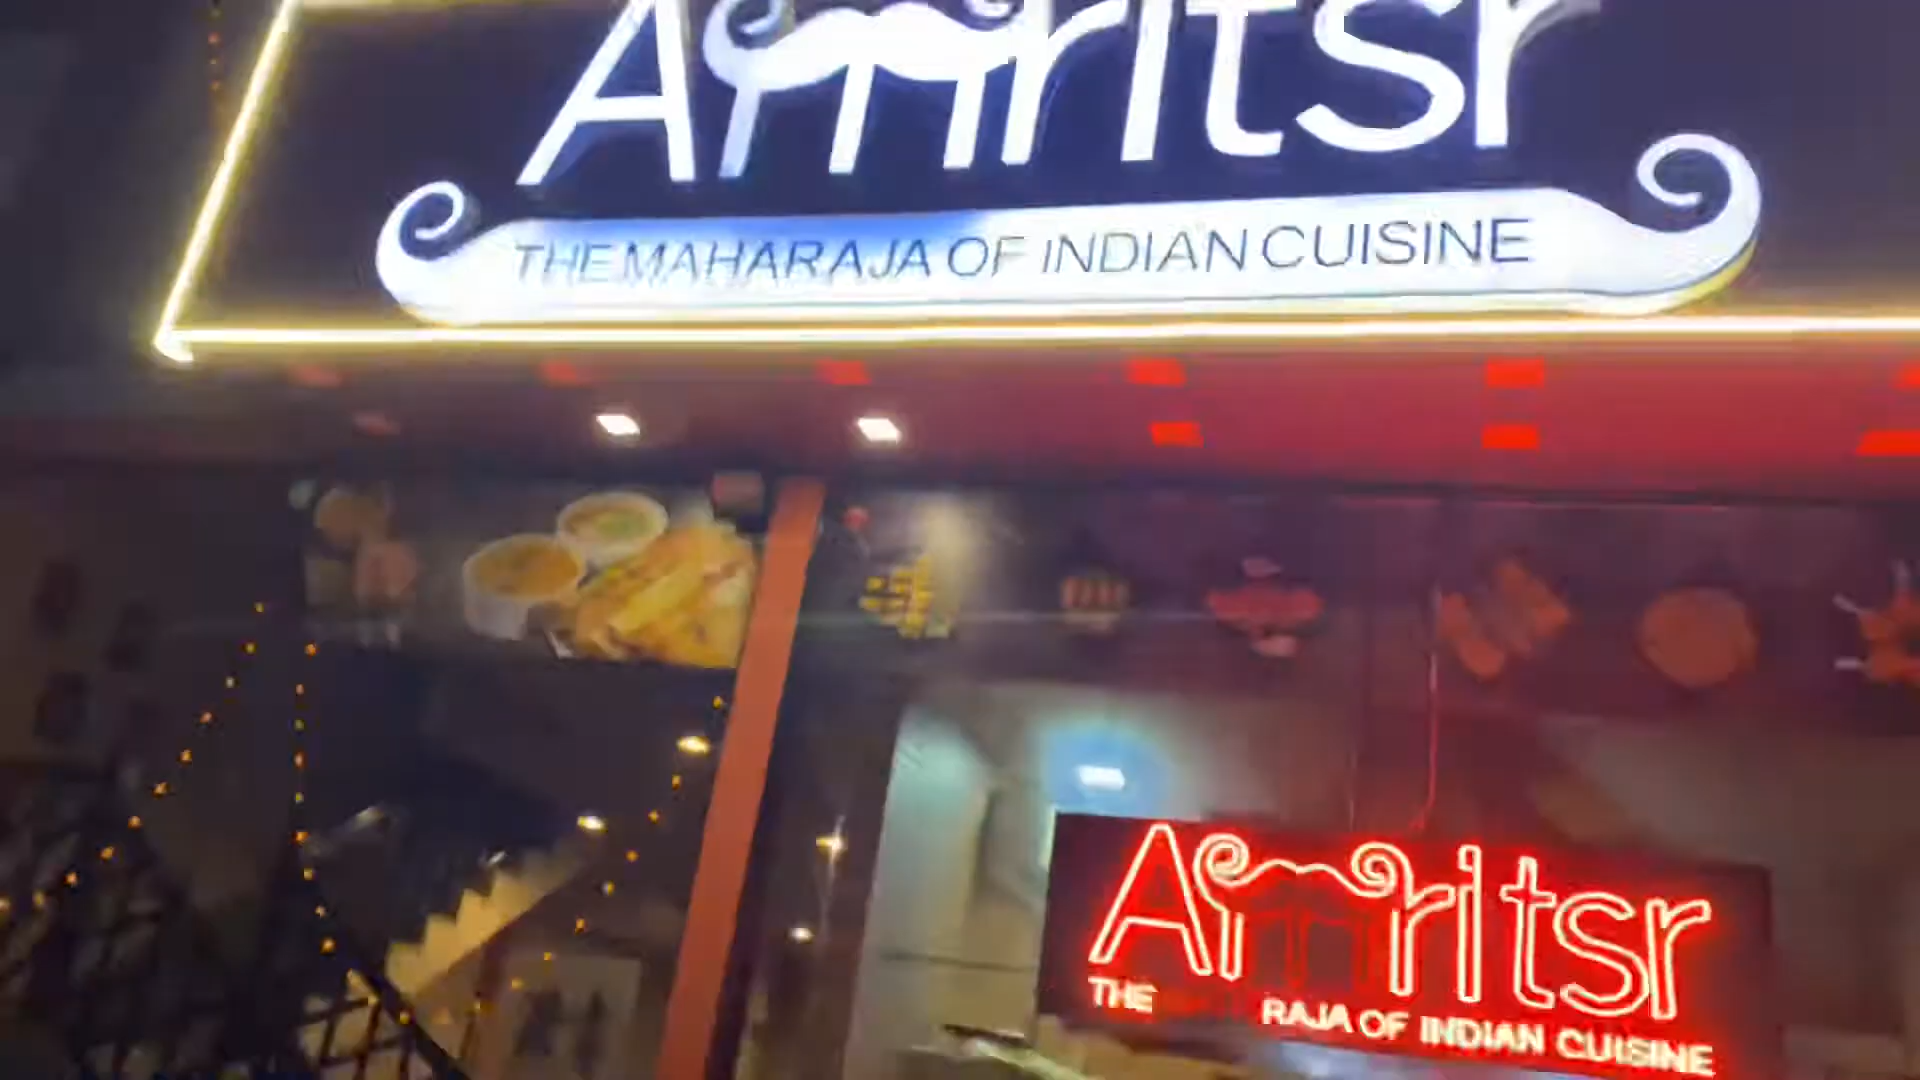 Amritsr
THE MAHARAJA OF INDIAN CUISINE
Amritsr
THE RAJA OF INDIAN CUISINE